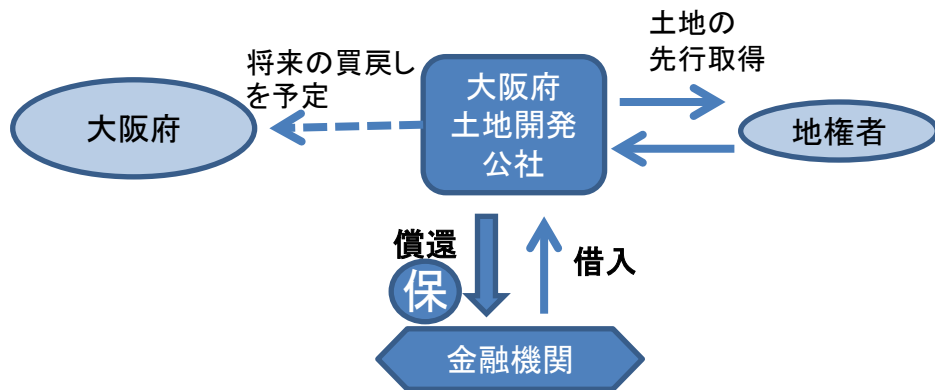 土地の
先行取得
将来の買戻し
を予定
大阪府
土地開発
公社
大阪府
地権者
償還
保
借入
金融機関